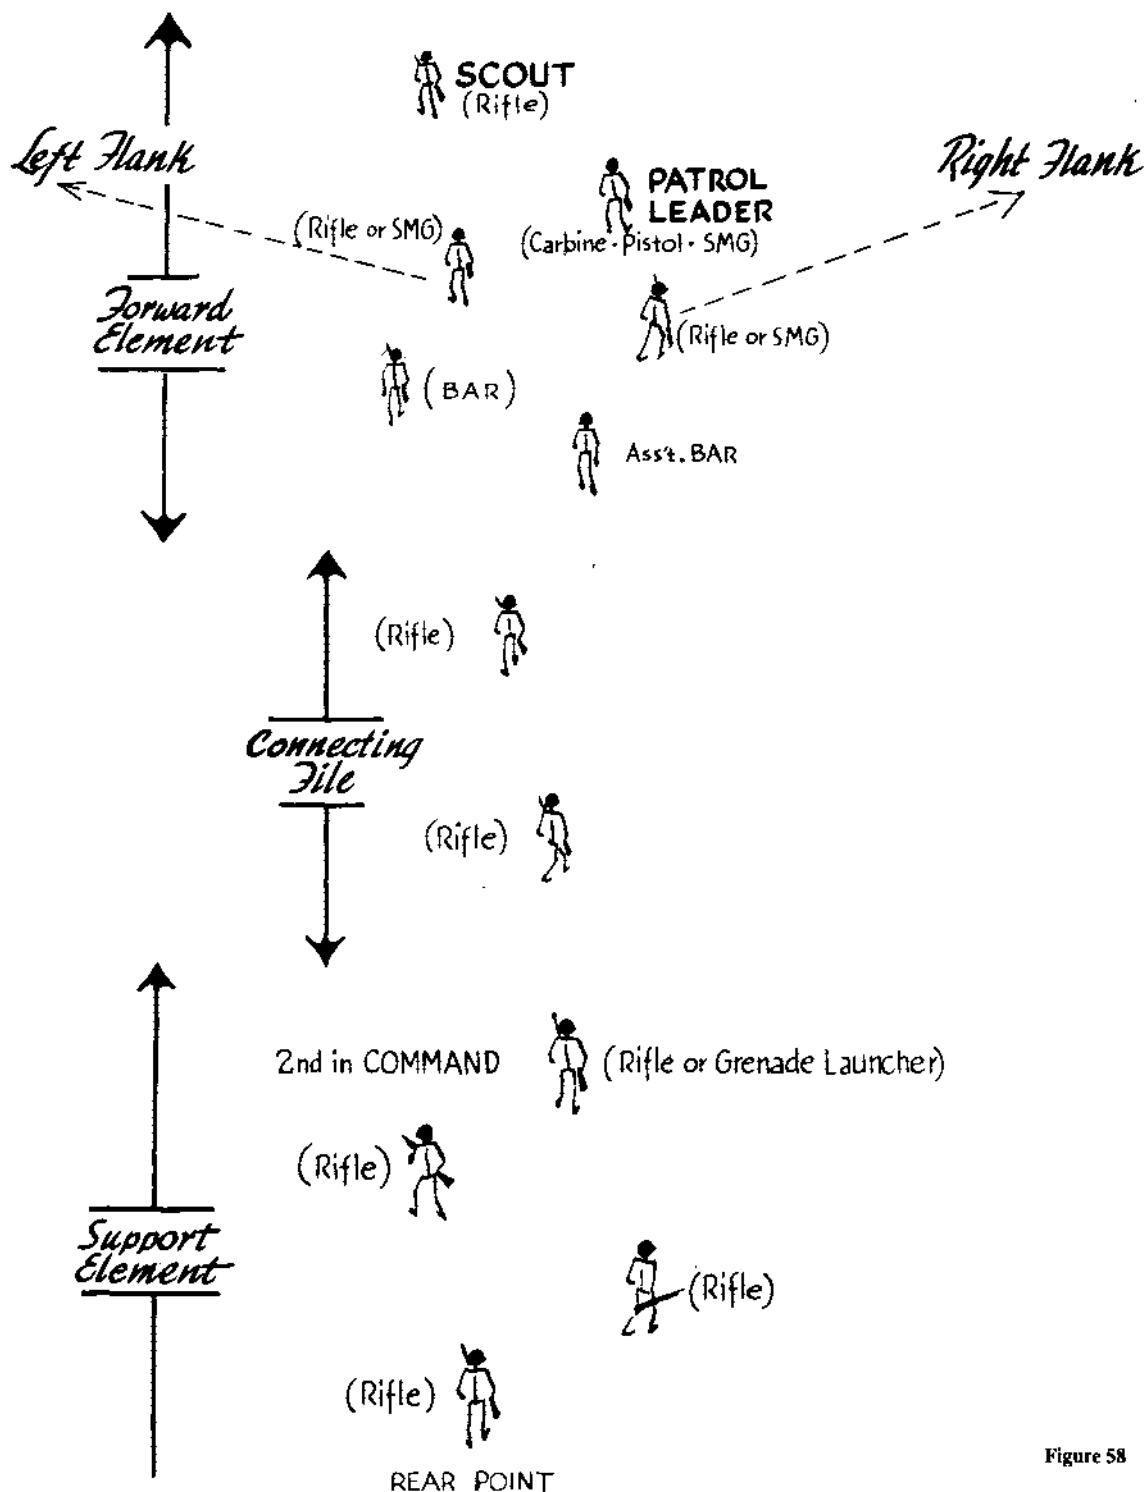 SCOUT
(Rifle)
Left Flank
Right Flank
PATROL
LEADER
(Rifle or SMG)
(Carbine · Pistol · SMG)
Forward
Element
(Rifle or SMG)
(BAR)
Ass't. BAR
(Rifle)
Connecting
File
(Rifle)
2nd in COMMAND
(Rifle or Grenade Launcher)
(Rifle)
Support
Element
(Rifle)
(Rifle)
REAR POINT
Figure 58